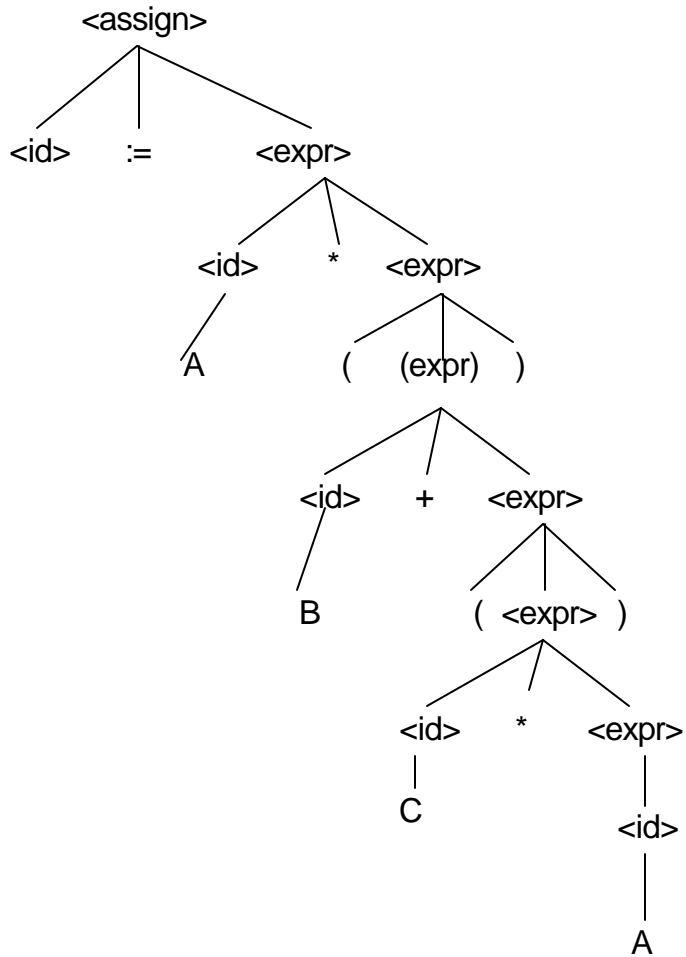 <assign>
<id> := <expr>
<id> * <expr>
A ( (expr) )
<id> + <expr>
B ( <expr> )
<id> * <expr>
C
<id>
A